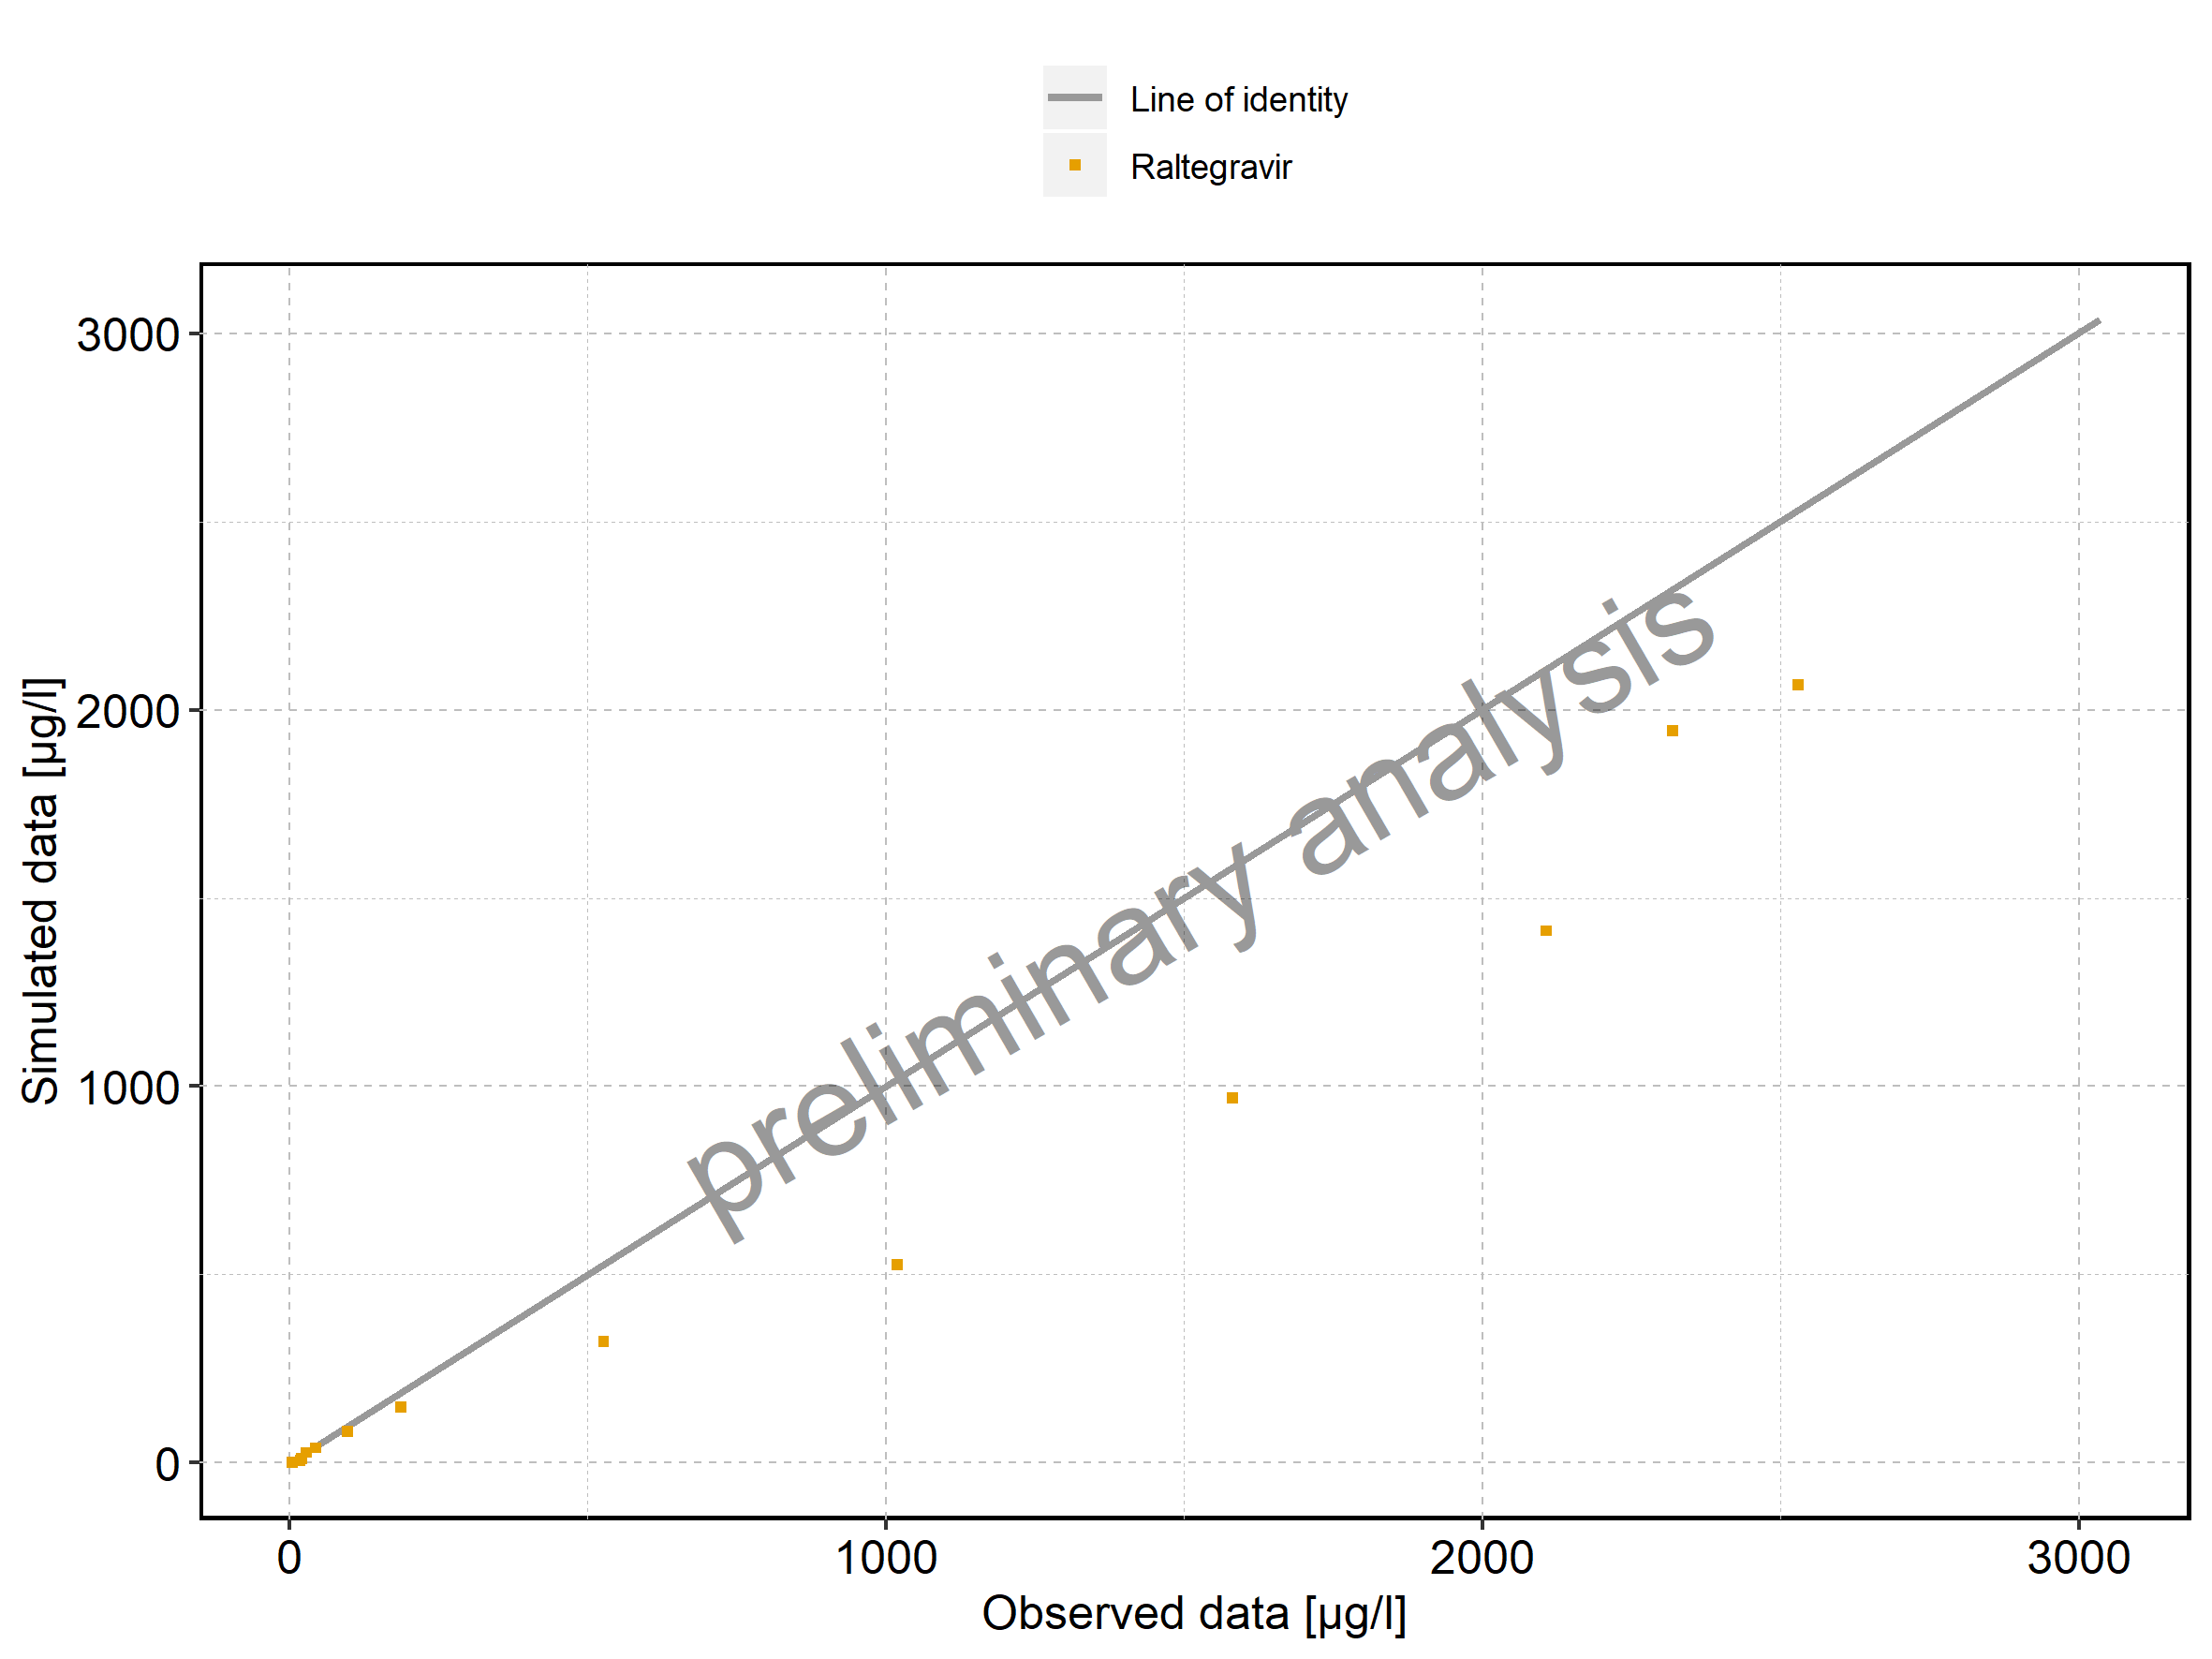 Line of identity
Raltegravir
3000
2000
1000
0
Simulated data [µg/l]
preliminary analysis
0 1000 2000 3000
Observed data [µg/l]